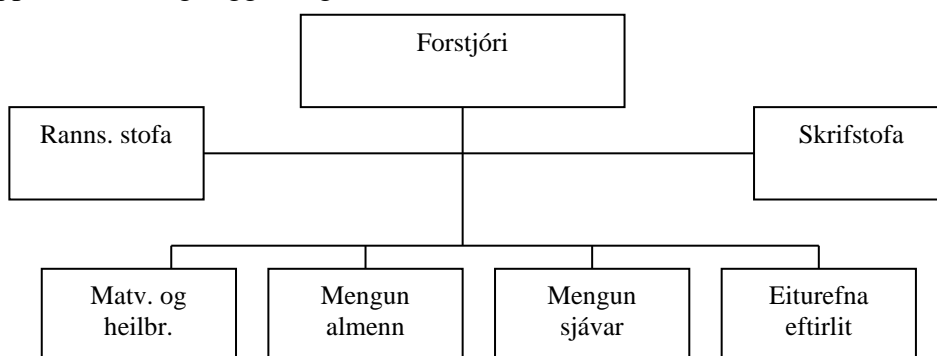 Forstjóri
Ranns. stofa
Skrifstofa
Matv. og
heilbr.
Mengun
almenn
Mengun
sjávar
Eiturefna
eftirlit